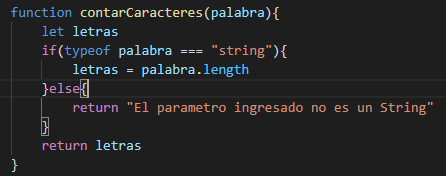 function contarCaracteres(palabra){
    let letras
    if(typeof palabra === "string"){
        letras = palabra.length
    }else{
        return "El parametro ingresado no es un String"
    }
    return letras
}